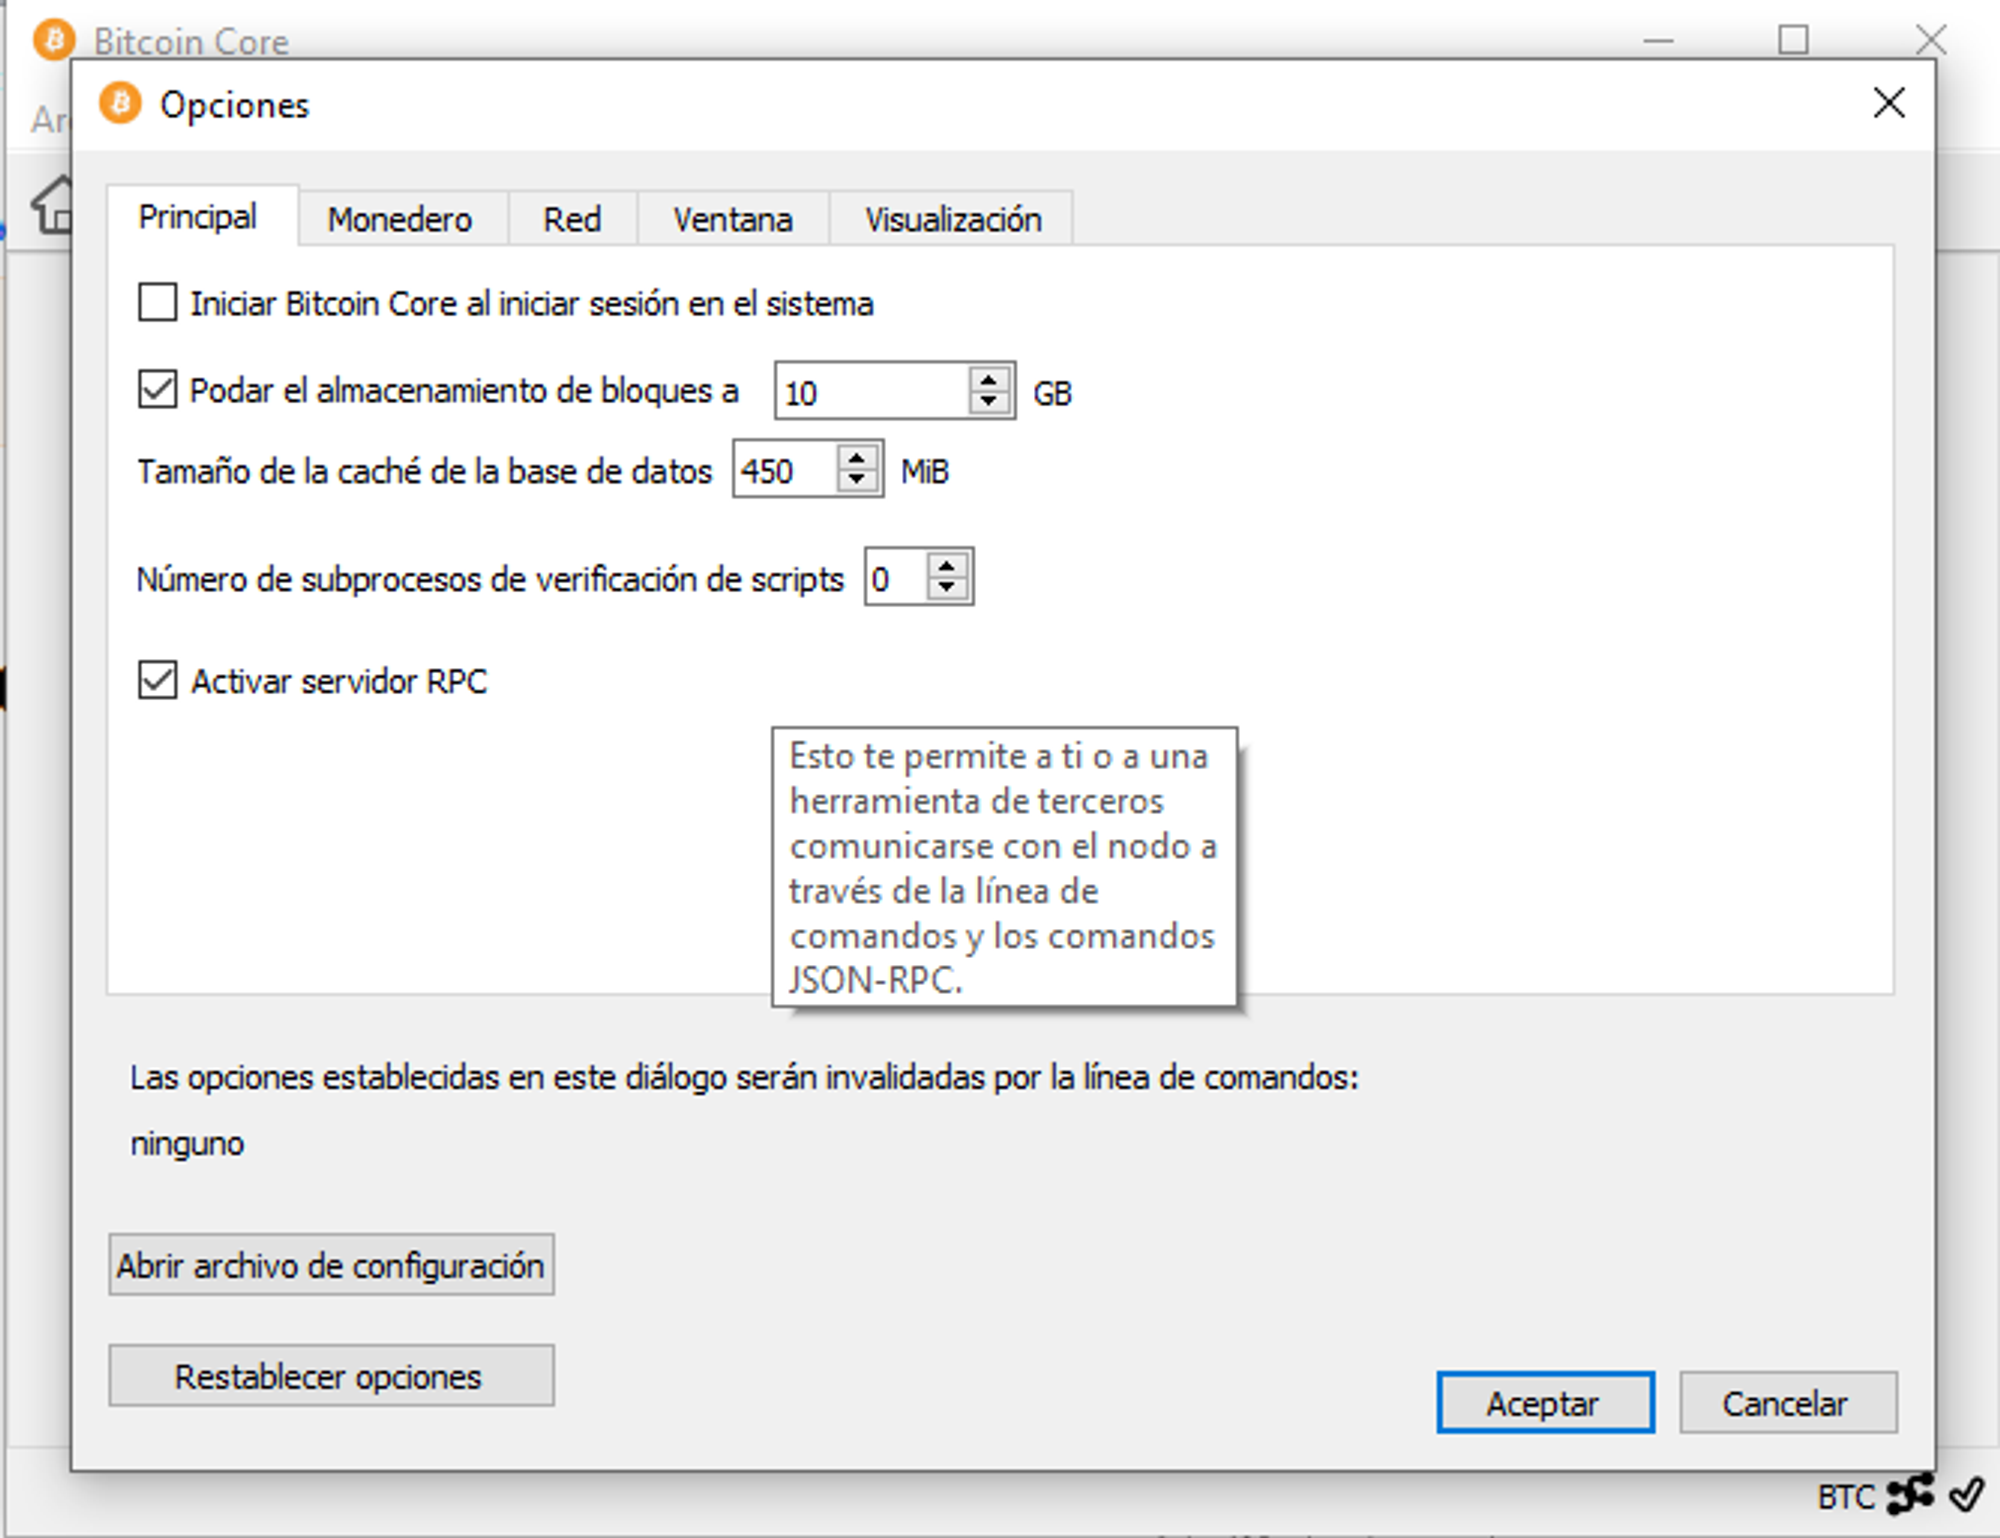 Bitcoin Core
Opciones
Principal Monedero Red Ventana Visualización
Iniciar Bitcoin Core al iniciar sesión en el sistema
Podar el almacenamiento de bloques a 10 GB
Tamaño de la caché de la base de datos 450 MiB
Número de subprocesos de verificación de scripts 0
Activar servidor RPC
Esto te permite a ti o a una
herramienta de terceros
comunicarse con el nodo a
través de la línea de
comandos y los comandos
JSON-RPC.
Las opciones establecidas en este diálogo serán invalidadas por la línea de comandos:
ninguno
Abrir archivo de configuración
Restablecer opciones
Aceptar Cancelar
BTC